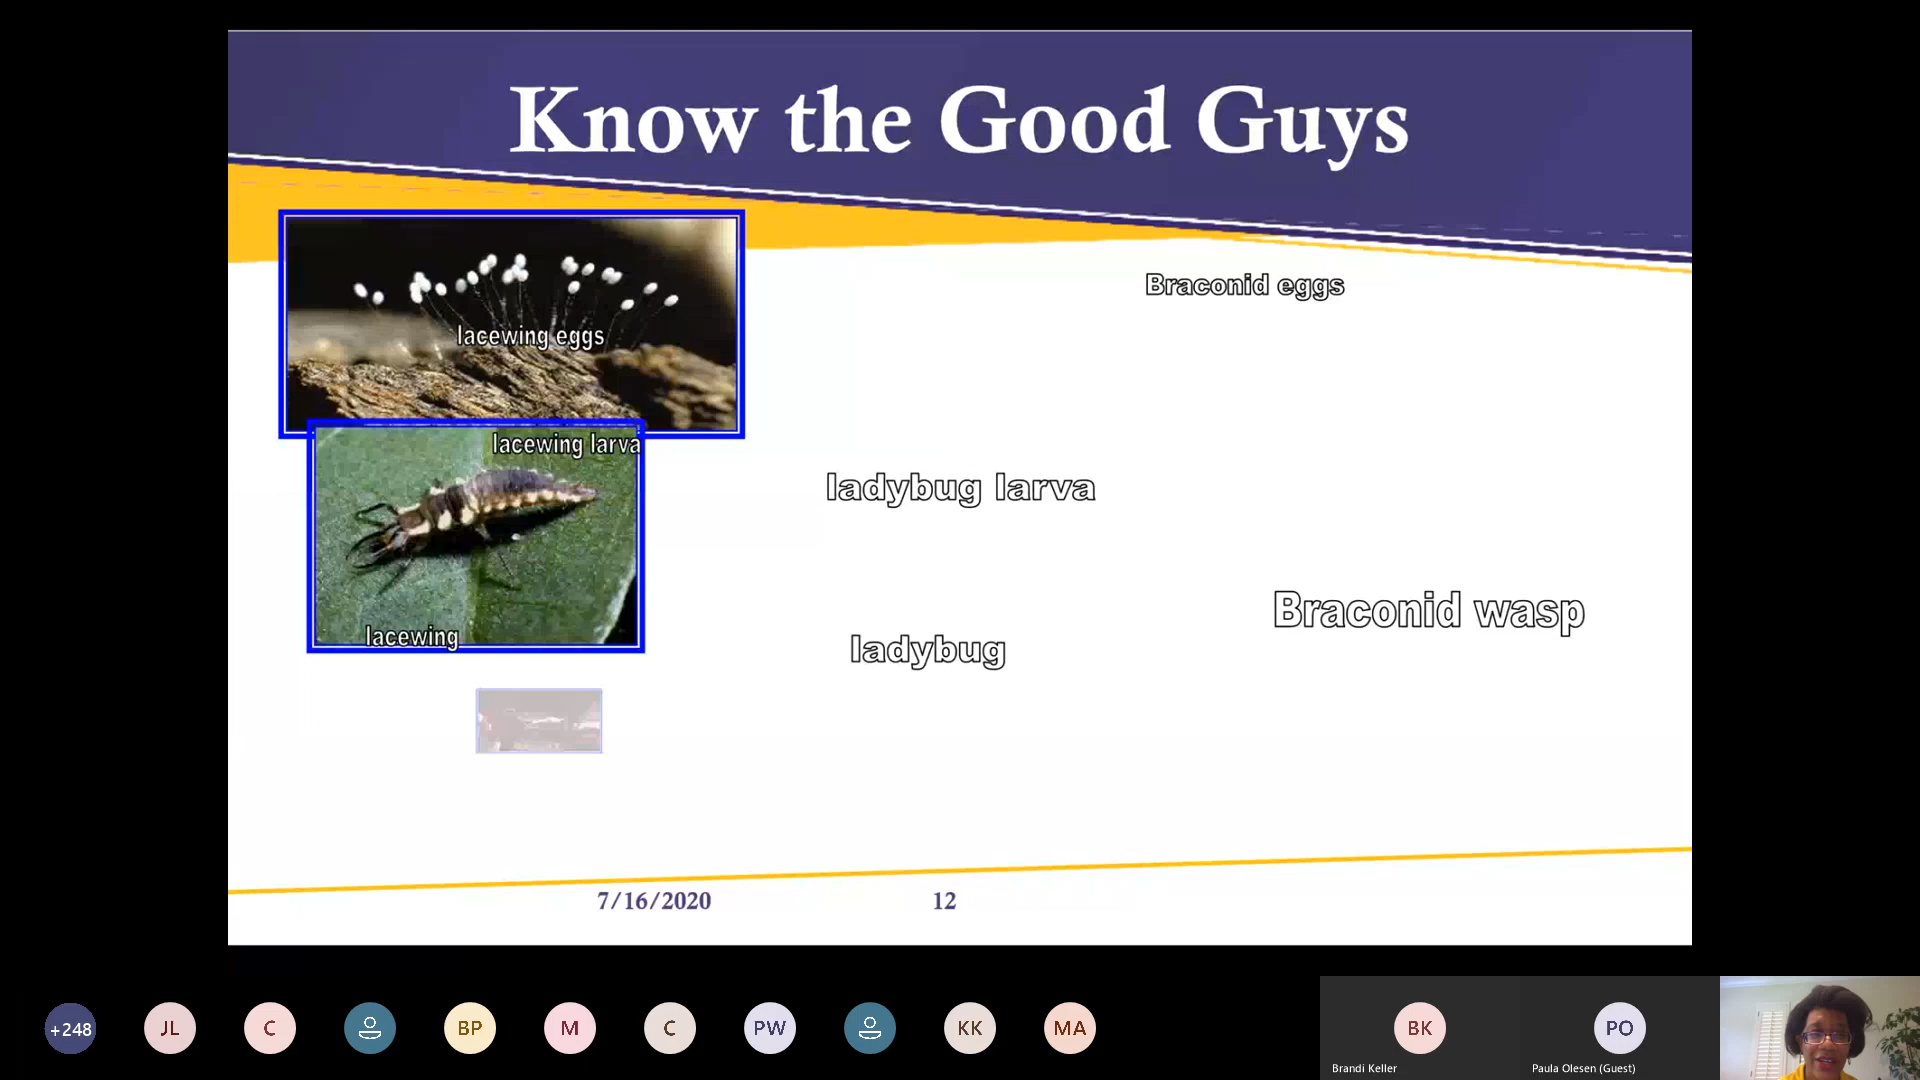 Know the Good Guys
Braconid eggs
lacewing eggs
lacewing larva
ladybug larva
Braconid wasp
lacewing
ladybug
7/16/2020
12
+248
JL
C
BP
M
C
PW
KK
MA
BK
PO
Brandi Keller
Paula Olesen (Guest)